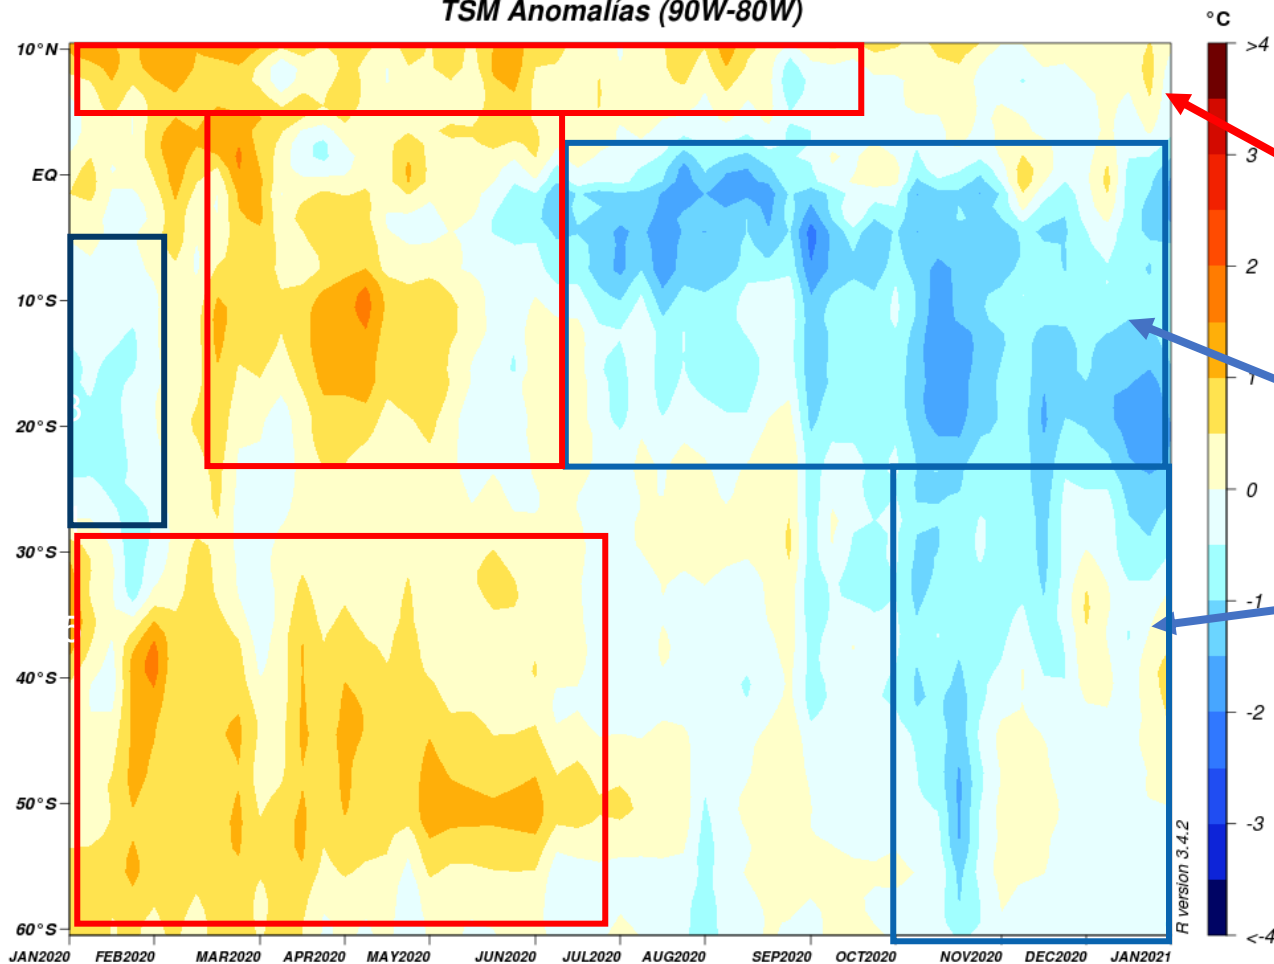 TSM Anomalías (90W-80W)
°C
10°N
EQ
10°S
20°S
30°S
40°S
50°S
60°S
JAN2020 FEB2020 MAR2020 APR2020 MAY2020 JUN2020 JUL2020 AUG2020 SEP2020 OCT2020 NOV2020 DEC2020 JAN2021
>4
3
2
1
0
-1
-2
-3
<-4
R version 3.4.2